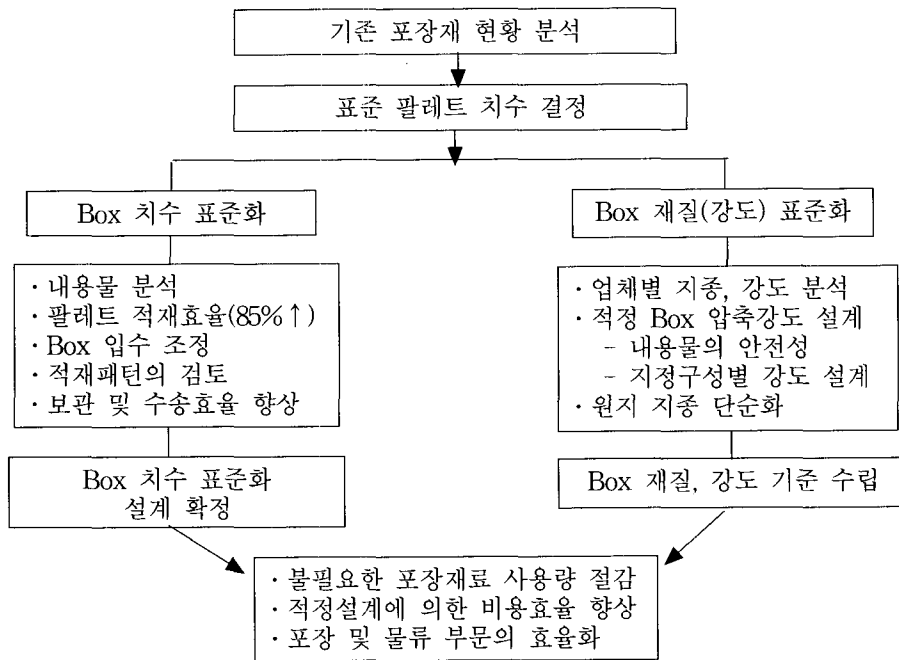 기존 포장재 현황 분석
표준 팔레트 치수 결정
Box 치수 표준화
· 내용물 분석
· 팔레트 적재효율(85%↑)
· Box 입수 조정
· 적재패턴의 검토
· 보관 및 수송효율 향상
Box 치수 표준화
설계 확정
Box 재질(강도) 표준화
· 업체별 지종, 강도 분석
· 적정 Box 압축강도 설계
- 내용물의 안전성
- 지정구성별 강도 설계
· 원지 지종 단순화
Box 재질, 강도 기준 수립
· 불필요한 포장재료 사용량 절감
· 적정설계에 의한 비용효율 향상
· 포장 및 물류 부문의 효율화